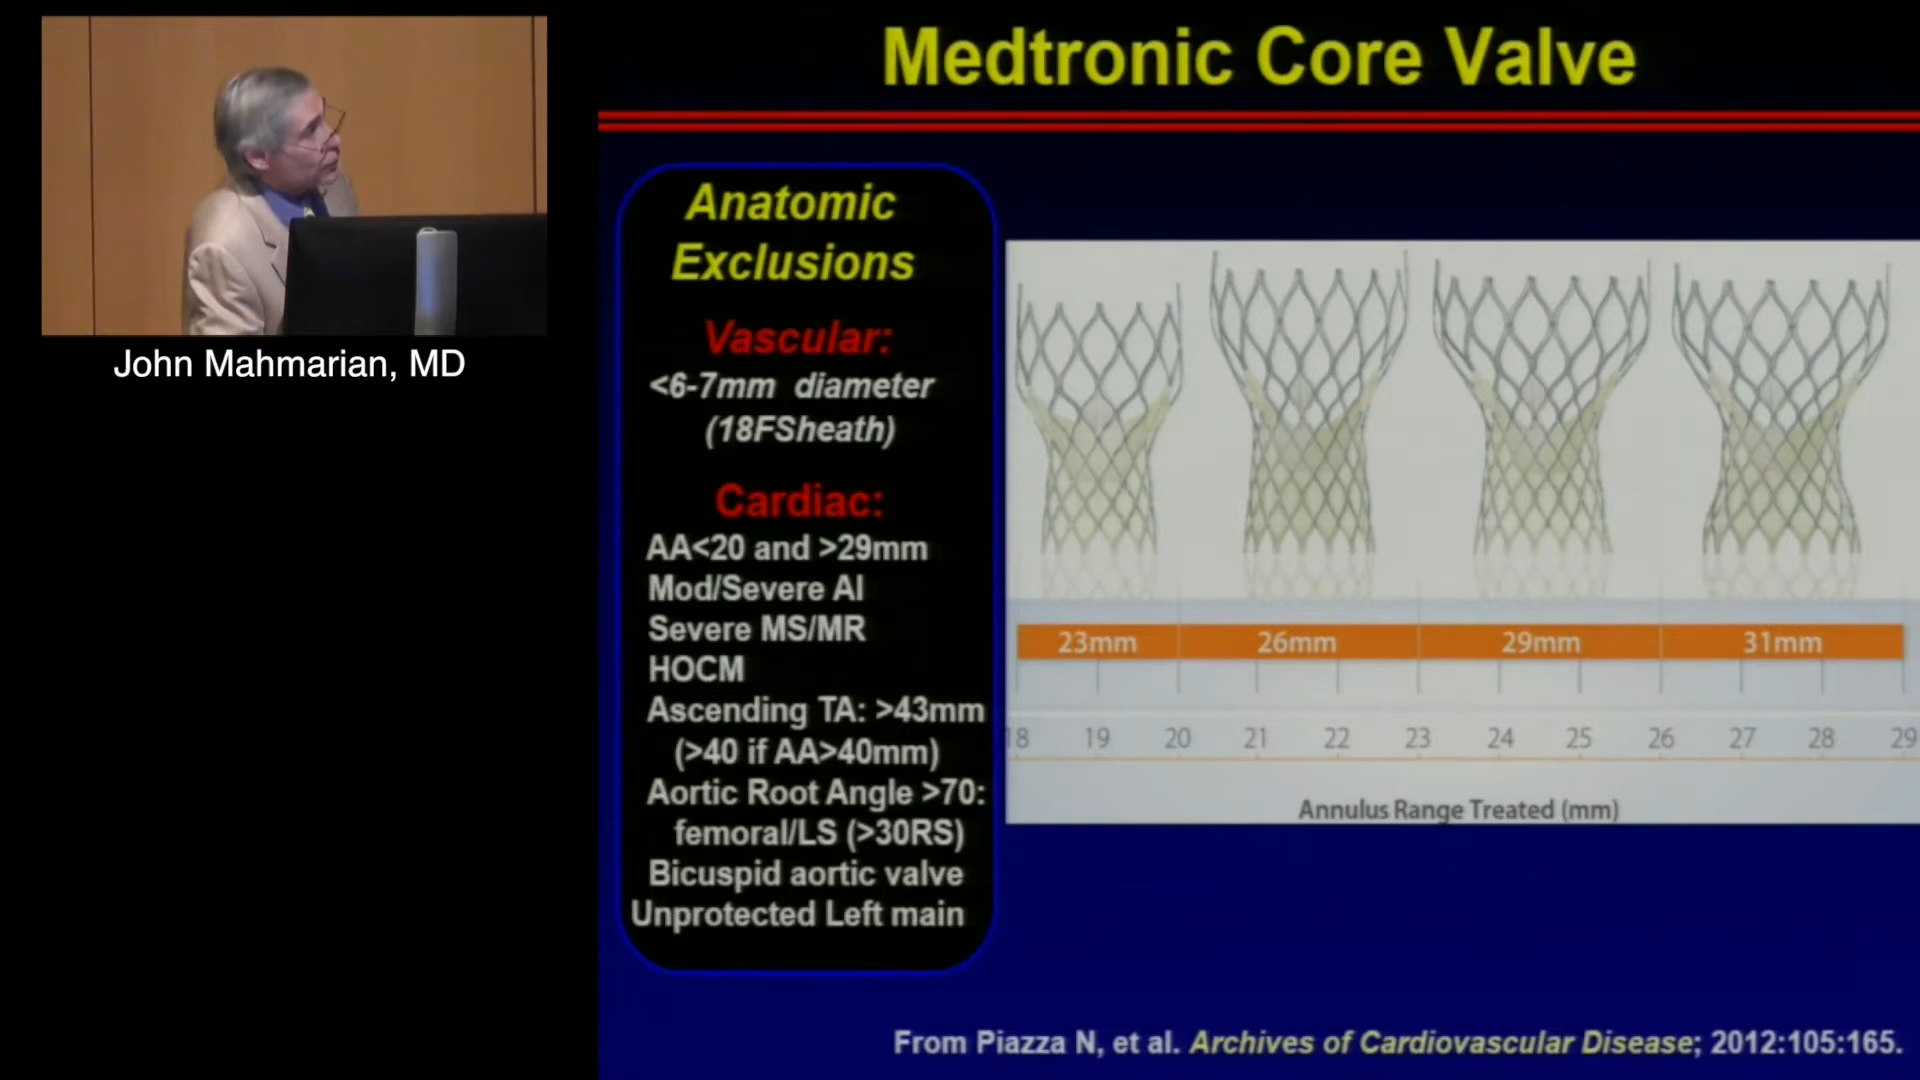 Medtronic Core Valve
John Mahmarian, MD
Anatomic
Exclusions
Vascular:
<6-7mm diameter
(18FSheath)
Cardiac:
AA<20 and >29mm
Mod/Severe AI
Severe MS/MR
HOCM
Ascending TA: >43mm
(>40 if AA>40mm)
Aortic Root Angle >70:
femoral/LS (>30RS)
Bicuspid aortic valve
Unprotected Left main
23mm 26mm 29mm 31mm
18 19 20 21 22 23 24 25 26 27 28 29
Annulus Range Treated (mm)
From Piazza N, et al. Archives of Cardiovascular Disease; 2012:105:165.